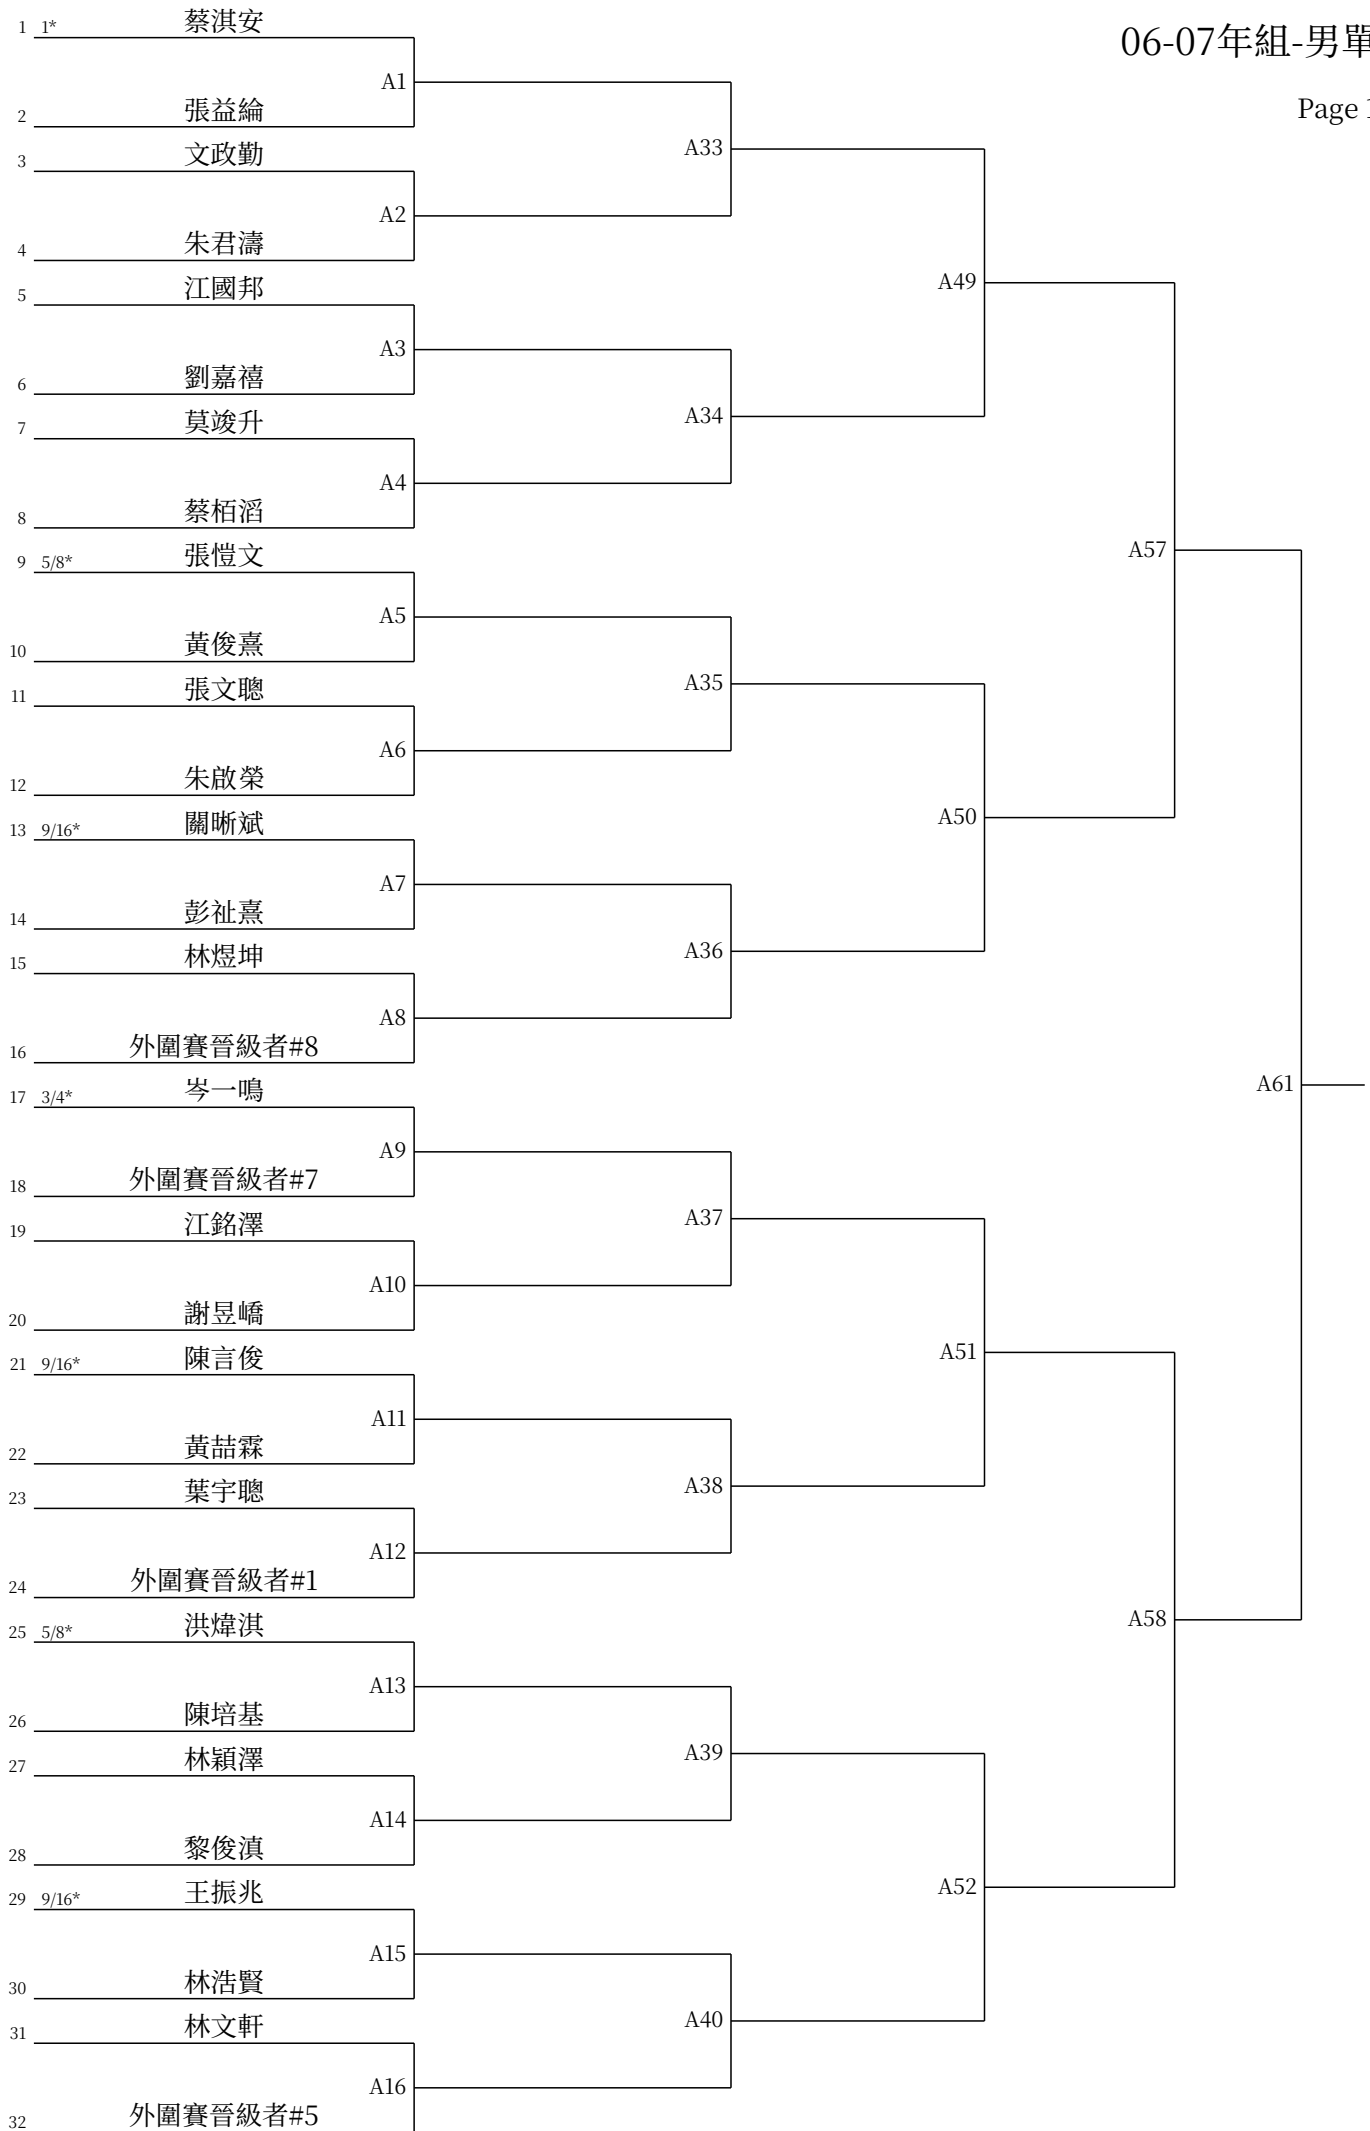 06-07年組-男單
Page
1 1* 蔡淇安
A1
2 張益綸
A33
3 文政勤
A2
4 朱君濤
A49
5 江國邦
A3
6 劉嘉禧
A34
7 莫竣升
A4
8 蔡栢滔
A57
9 5/8* 張愷文
A5
10 黃俊熹
A35
11 張文聰
A6
12 朱啟榮
A50
13 9/16* 關晰斌
A7
14 彭祉熹
A36
15 林煜坤
A8
16 外圍賽晉級者#8
A61
17 3/4* 岑一鳴
A9
18 外圍賽晉級者#7
A37
19 江銘澤
A10
20 謝昱嶠
A51
21 9/16* 陳言俊
A11
22 黃喆霖
A38
23 葉宇聰
A12
24 外圍賽晉級者#1
A58
25 5/8* 洪煒淇
A13
26 陳培基
A39
27 林穎澤
A14
28 黎俊滇
A52
29 9/16* 王振兆
A15
30 林浩賢
A40
31 林文軒
A16
32 外圍賽晉級者#5